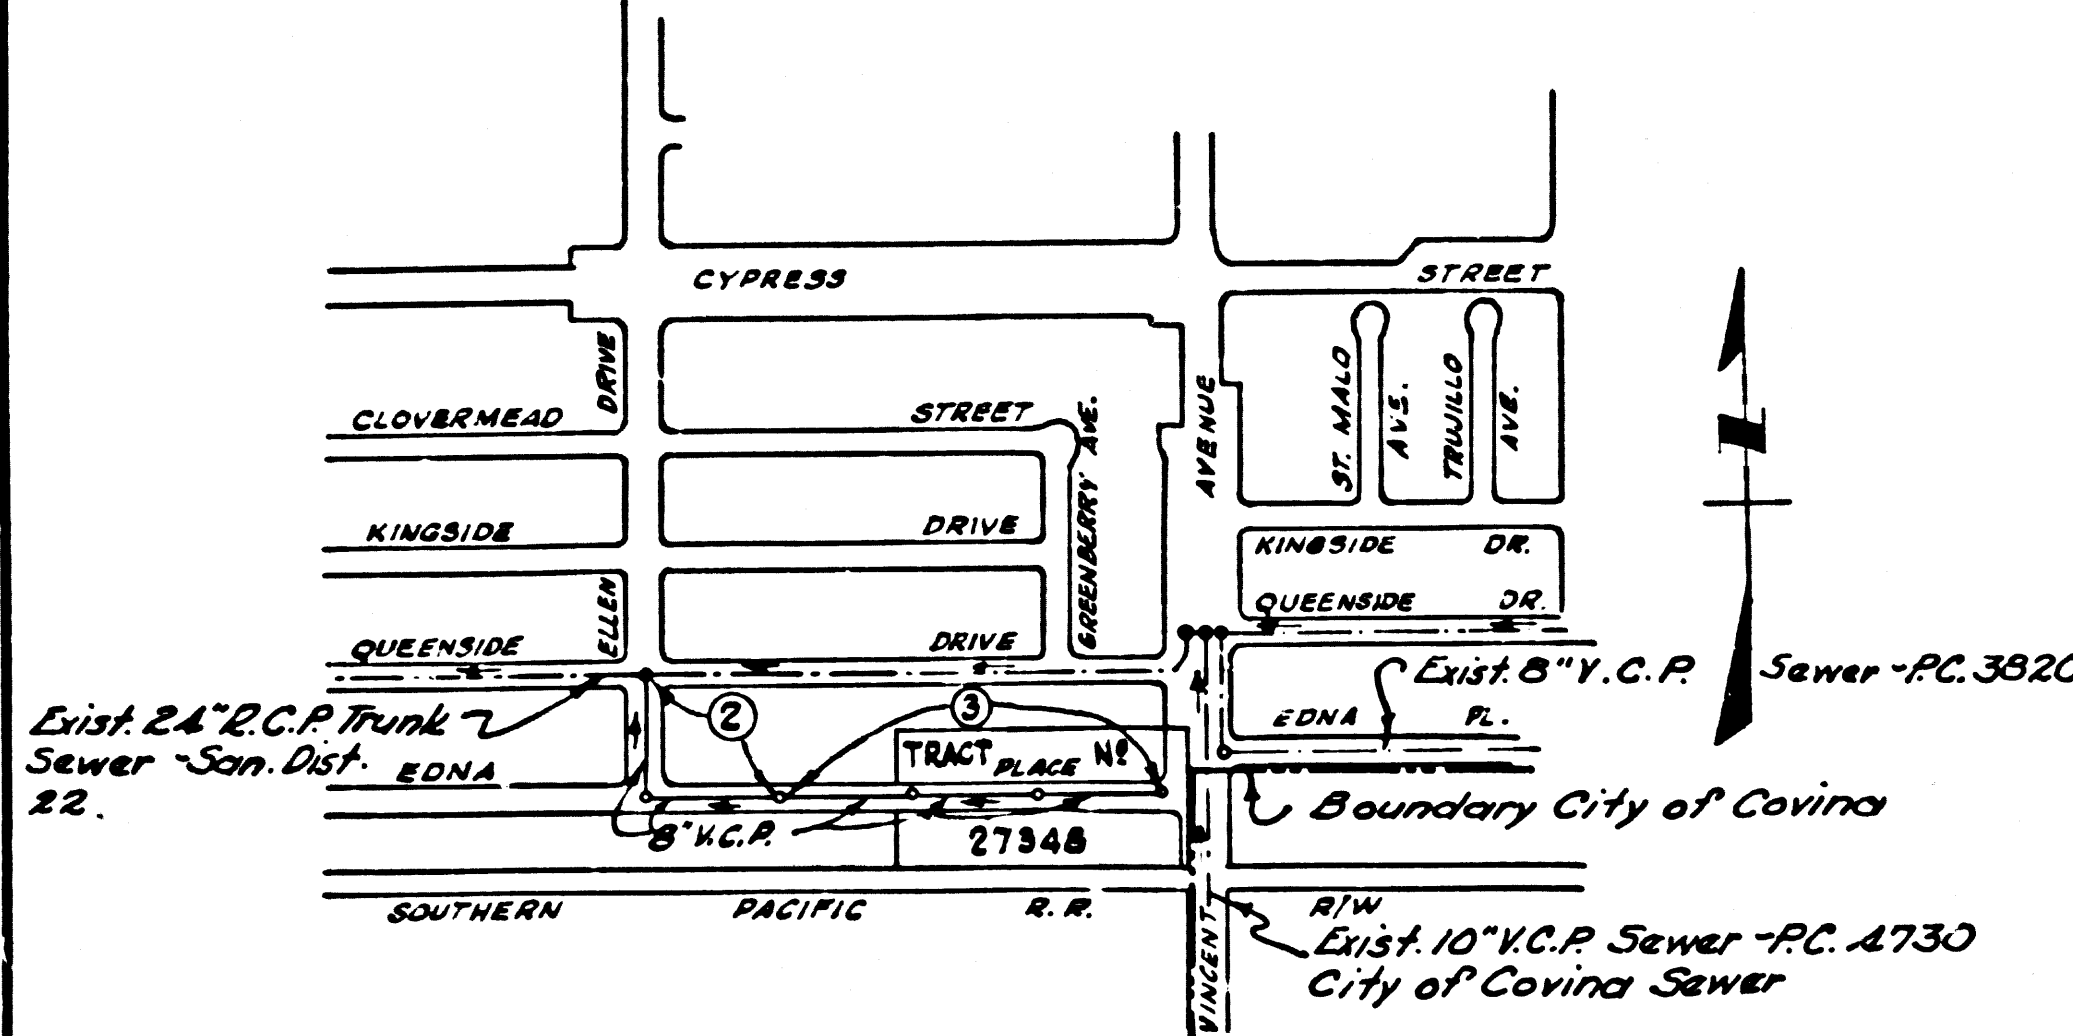 CYPRESS STREET
DRIVE
CLOVERMEAD STREET
GREENBERRY AVE.
AVENUE
ST. MALO AVE.
TRUJILLO AVE.
KINGSIDE DRIVE
KINGSIDE DR.
ELLEN
QUEENSIDE DRIVE
QUEENSIDE DR.
Exist. 8" V.C.P. Sewer - P.C. 3820
Exist. 24" R.C.P. Trunk
Sewer - San. Dist.
22.
2
3
EDNA PL.
EDNA PLACE
TRACT Nº
27348
8" V.C.P.
Boundary City of Covina
SOUTHERN PACIFIC R.R. R/W
VINCENT
Exist. 10" V.C.P. Sewer - P.C. 4730
City of Covina Sewer
N